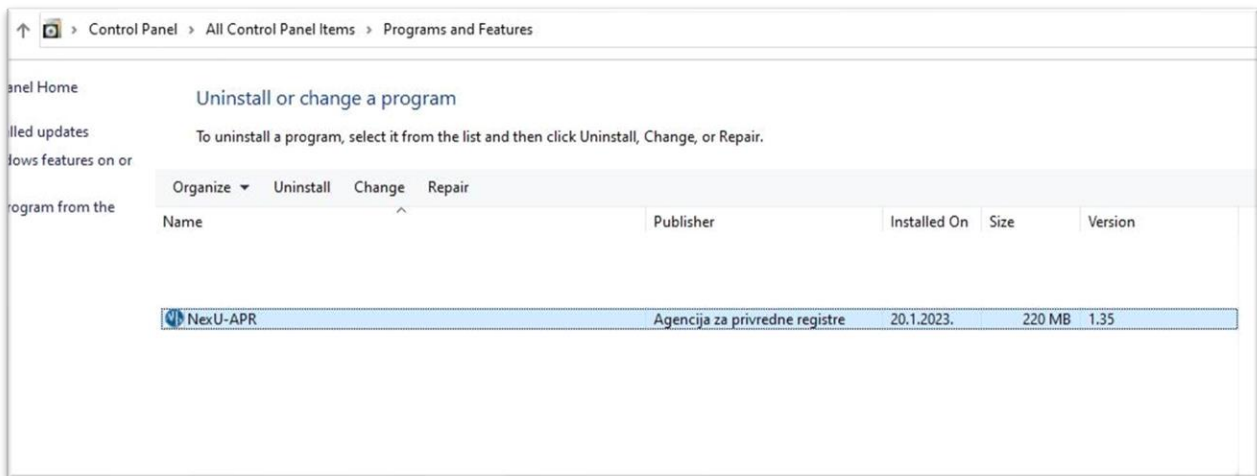 Control Panel > All Control Panel Items > Programs and Features
anel Home
Uninstall or change a program
lled updates
To uninstall a program, select it from the list and then click Uninstall, Change, or Repair.
dows features on or
Organize Uninstall Change Repair
rogram from the
Name Publisher Installed On Size Version
NexU-APR Agencija za privredne registre 20.1.2023. 220 MB 1.35